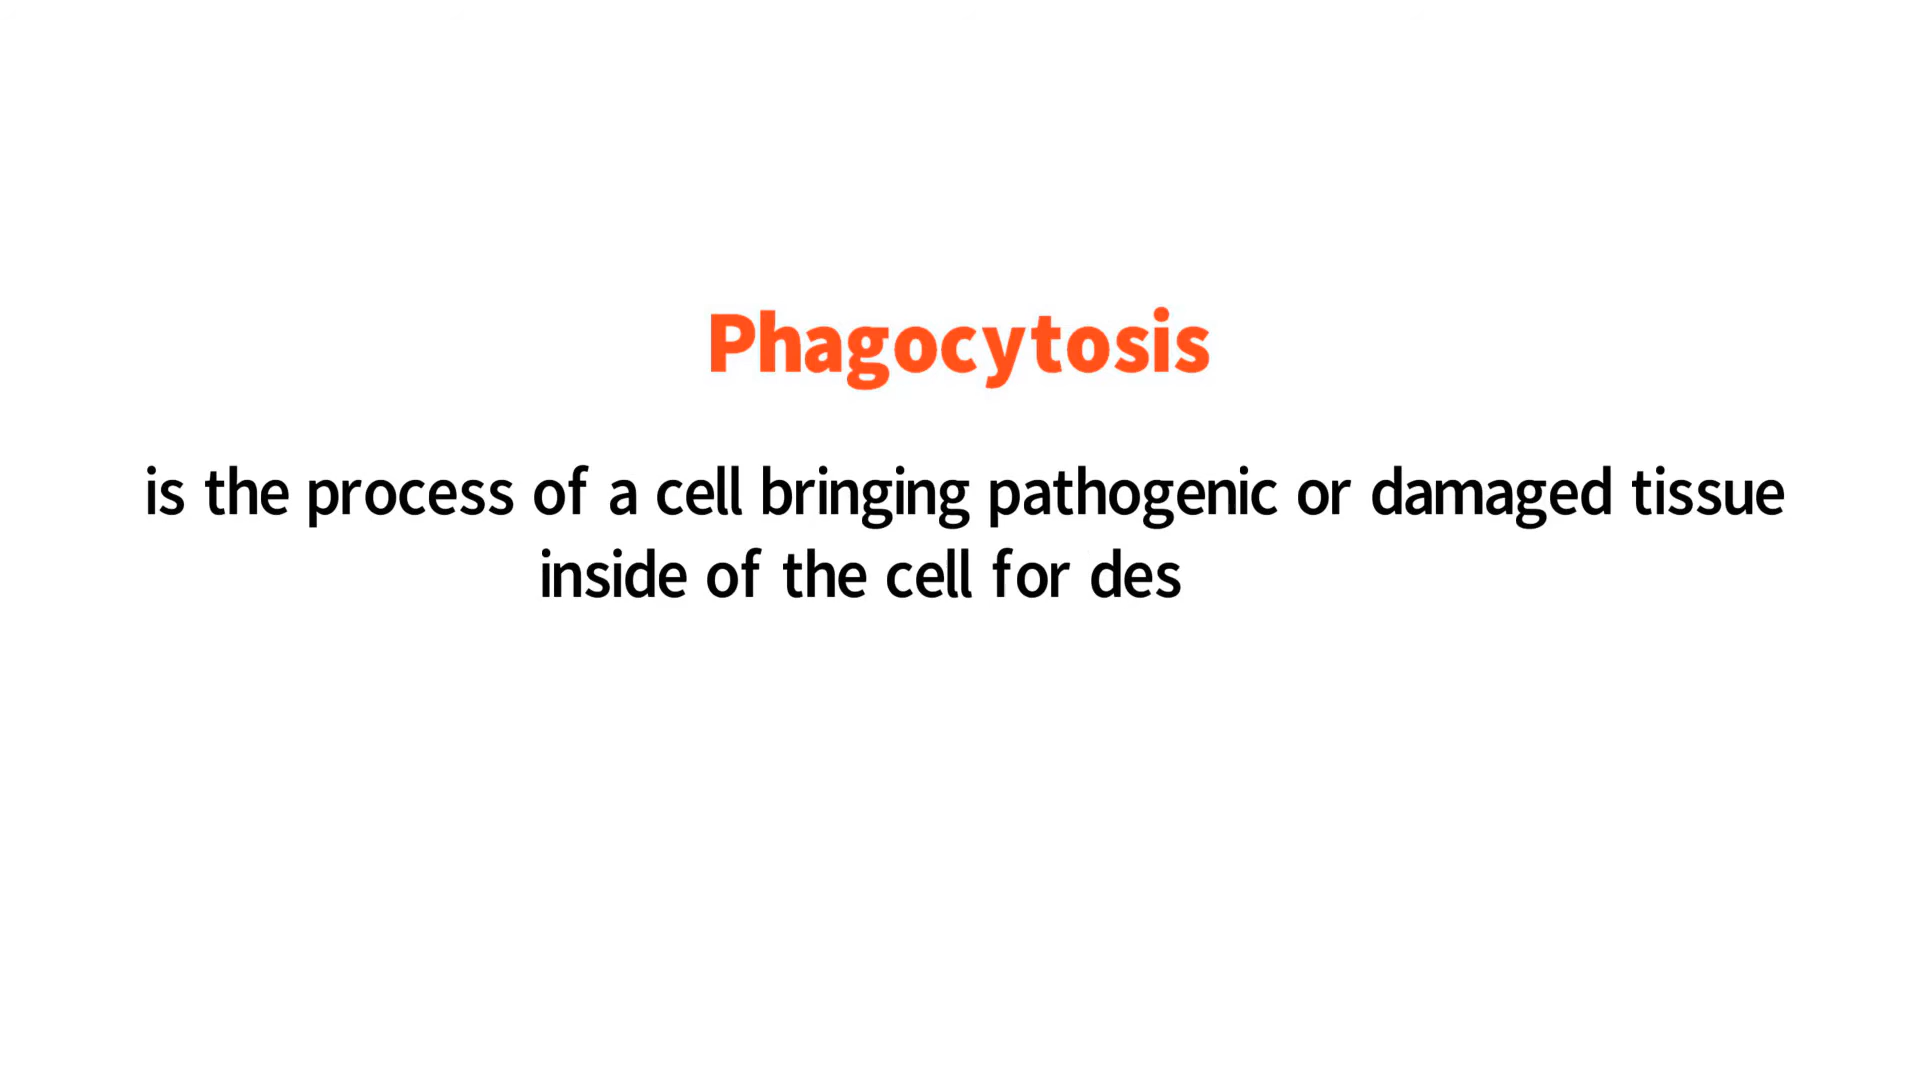 Phagocytosis
is the process of a cell bringing pathogenic or damaged tissue
inside of the cell for des